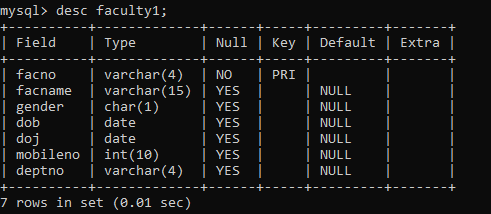 mysql> desc faculty1;
+----------+-------------+------+-----+---------+-------+
| Field    | Type        | Null | Key | Default | Extra |
+----------+-------------+------+-----+---------+-------+
| facno    | varchar(4)  | NO   | PRI |         |       |
| facname  | varchar(15) | YES  |     | NULL    |       |
| gender   | char(1)     | YES  |     | NULL    |       |
| dob      | date        | YES  |     | NULL    |       |
| doj      | date        | YES  |     | NULL    |       |
| mobileno | int(10)     | YES  |     | NULL    |       |
| deptno   | varchar(4)  | YES  |     | NULL    |       |
+----------+-------------+------+-----+---------+-------+
7 rows in set (0.01 sec)